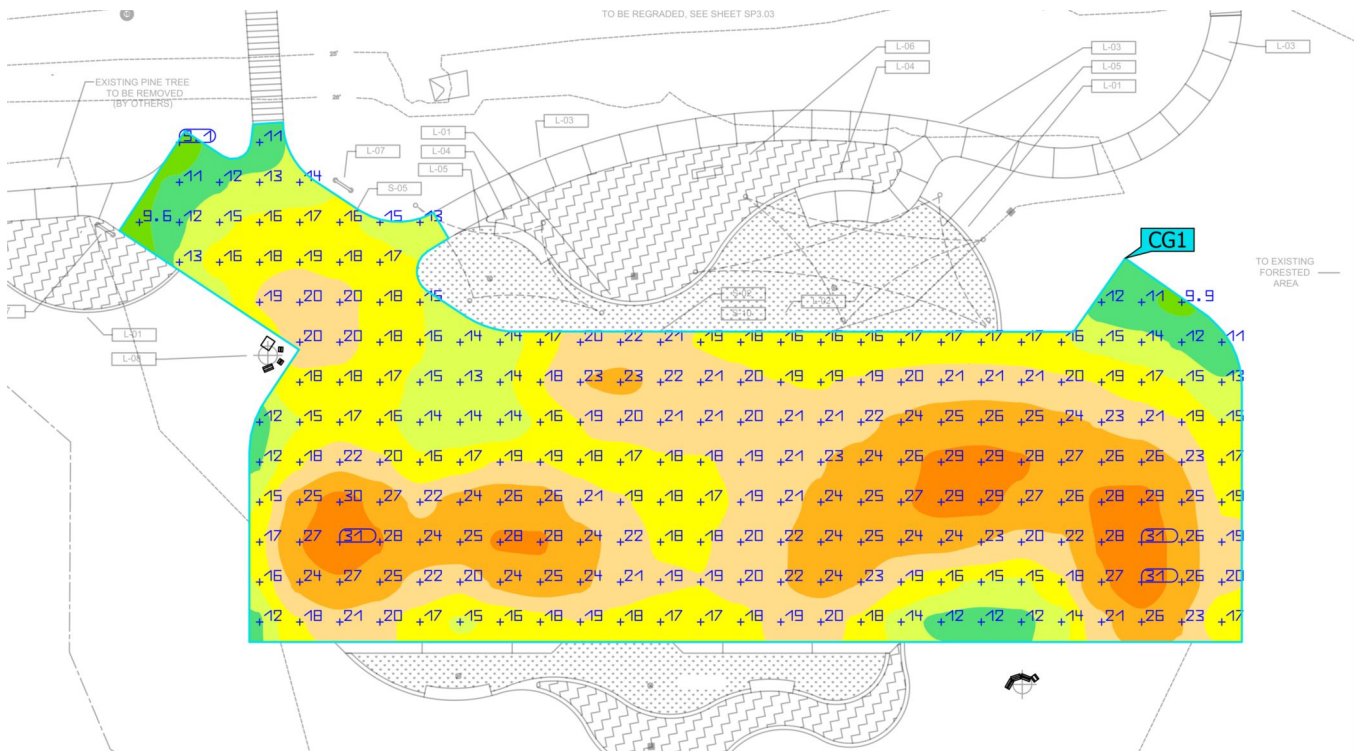 TO BE REGRADED, SEE SHEET SP3.03
L-06
L-03
L-03
L-04
L-05
L-01
EXISTING PINE TREE
TO BE REMOVED
(BY OTHERS)
L-01
L-03
L-04
L-07
L-05
S-05
9.1 11
11 12 13 14
9.6 12 15 16 17 16 15 13
CG1
13 16 18 19 18 17
TO EXISTING
FORESTED
AREA
19 20 20 18 15 12 11 9.9
L-01
L-08
20 20 18 16 14 14 17 20 22 21 19 18 16 16 17 17 17 17 16 15 14 12 11
18 18 17 15 13 14 18 23 23 22 21 20 19 19 19 20 21 21 21 20 19 17 15 13
12 15 17 16 14 14 14 16 19 20 21 21 20 21 21 22 24 25 26 25 24 23 21 19 15
12 18 22 20 16 17 19 19 18 17 18 18 19 21 23 24 26 29 29 28 27 26 26 23 17
15 25 30 27 22 24 26 26 21 19 18 17 19 21 24 25 27 29 29 27 26 28 29 25 19
17 27 31 28 24 25 28 28 24 22 18 18 20 22 24 25 24 24 23 20 22 28 31 26 19
16 24 27 25 22 20 24 25 24 21 19 19 20 22 24 23 19 16 15 15 18 27 31 26 20
12 18 21 20 17 15 16 18 19 18 17 17 18 19 20 18 14 12 12 12 14 21 26 23 17